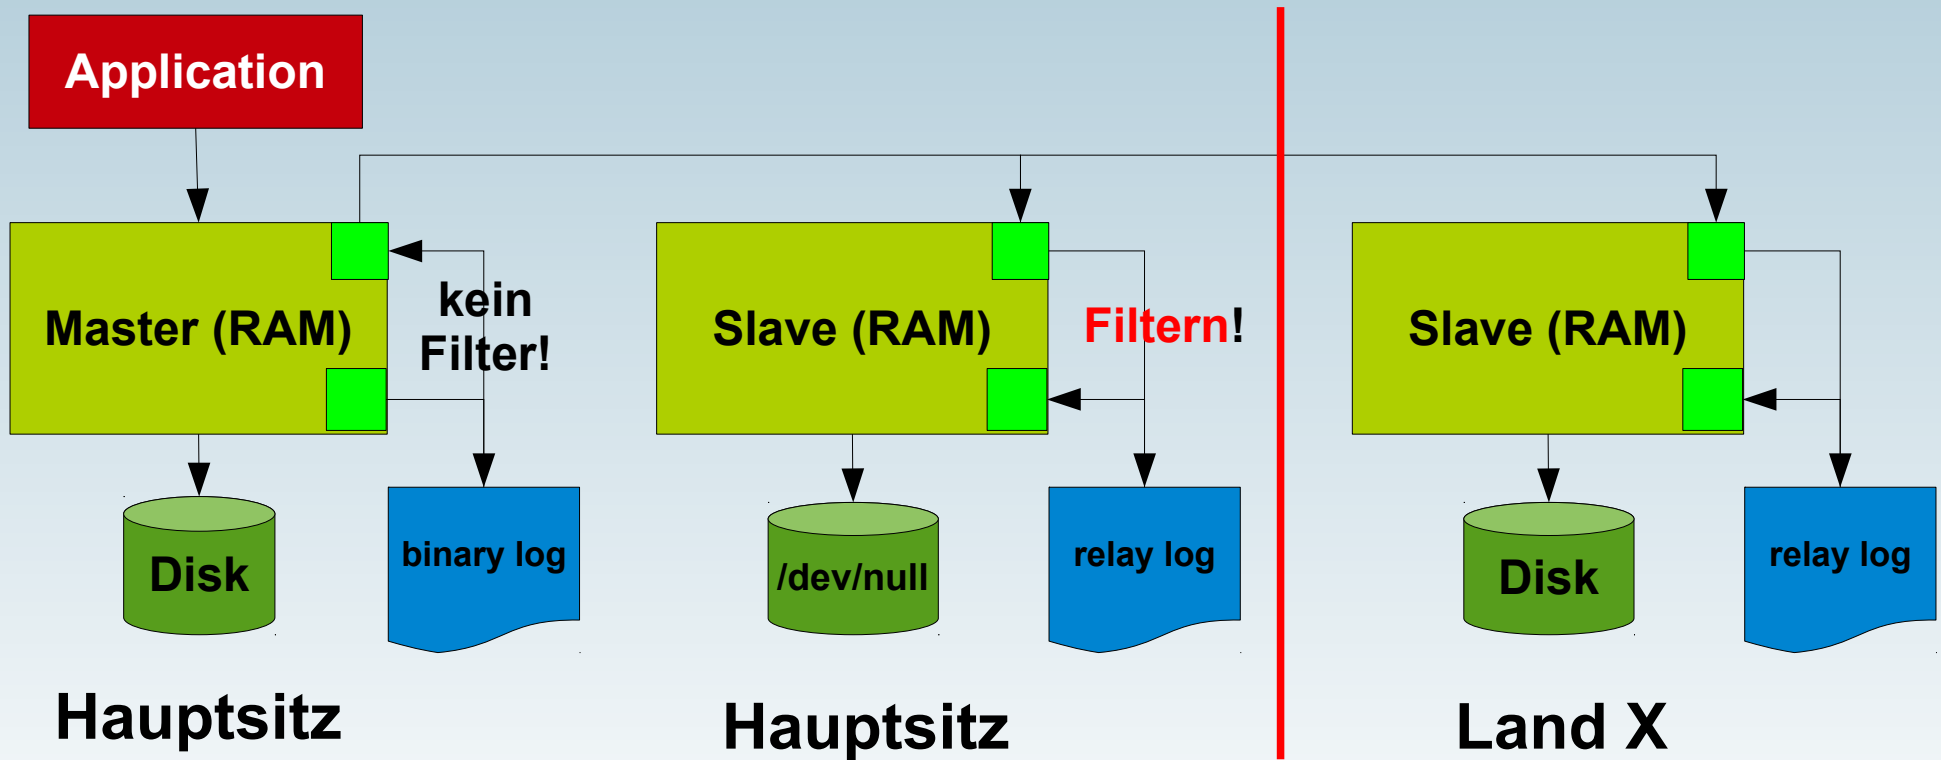 Application
Master (RAM)
kein
Filter!
Slave (RAM)
Filtern!
Slave (RAM)
Disk
binary log
/dev/null
relay log
Disk
relay log
Hauptsitz
Hauptsitz
Land X